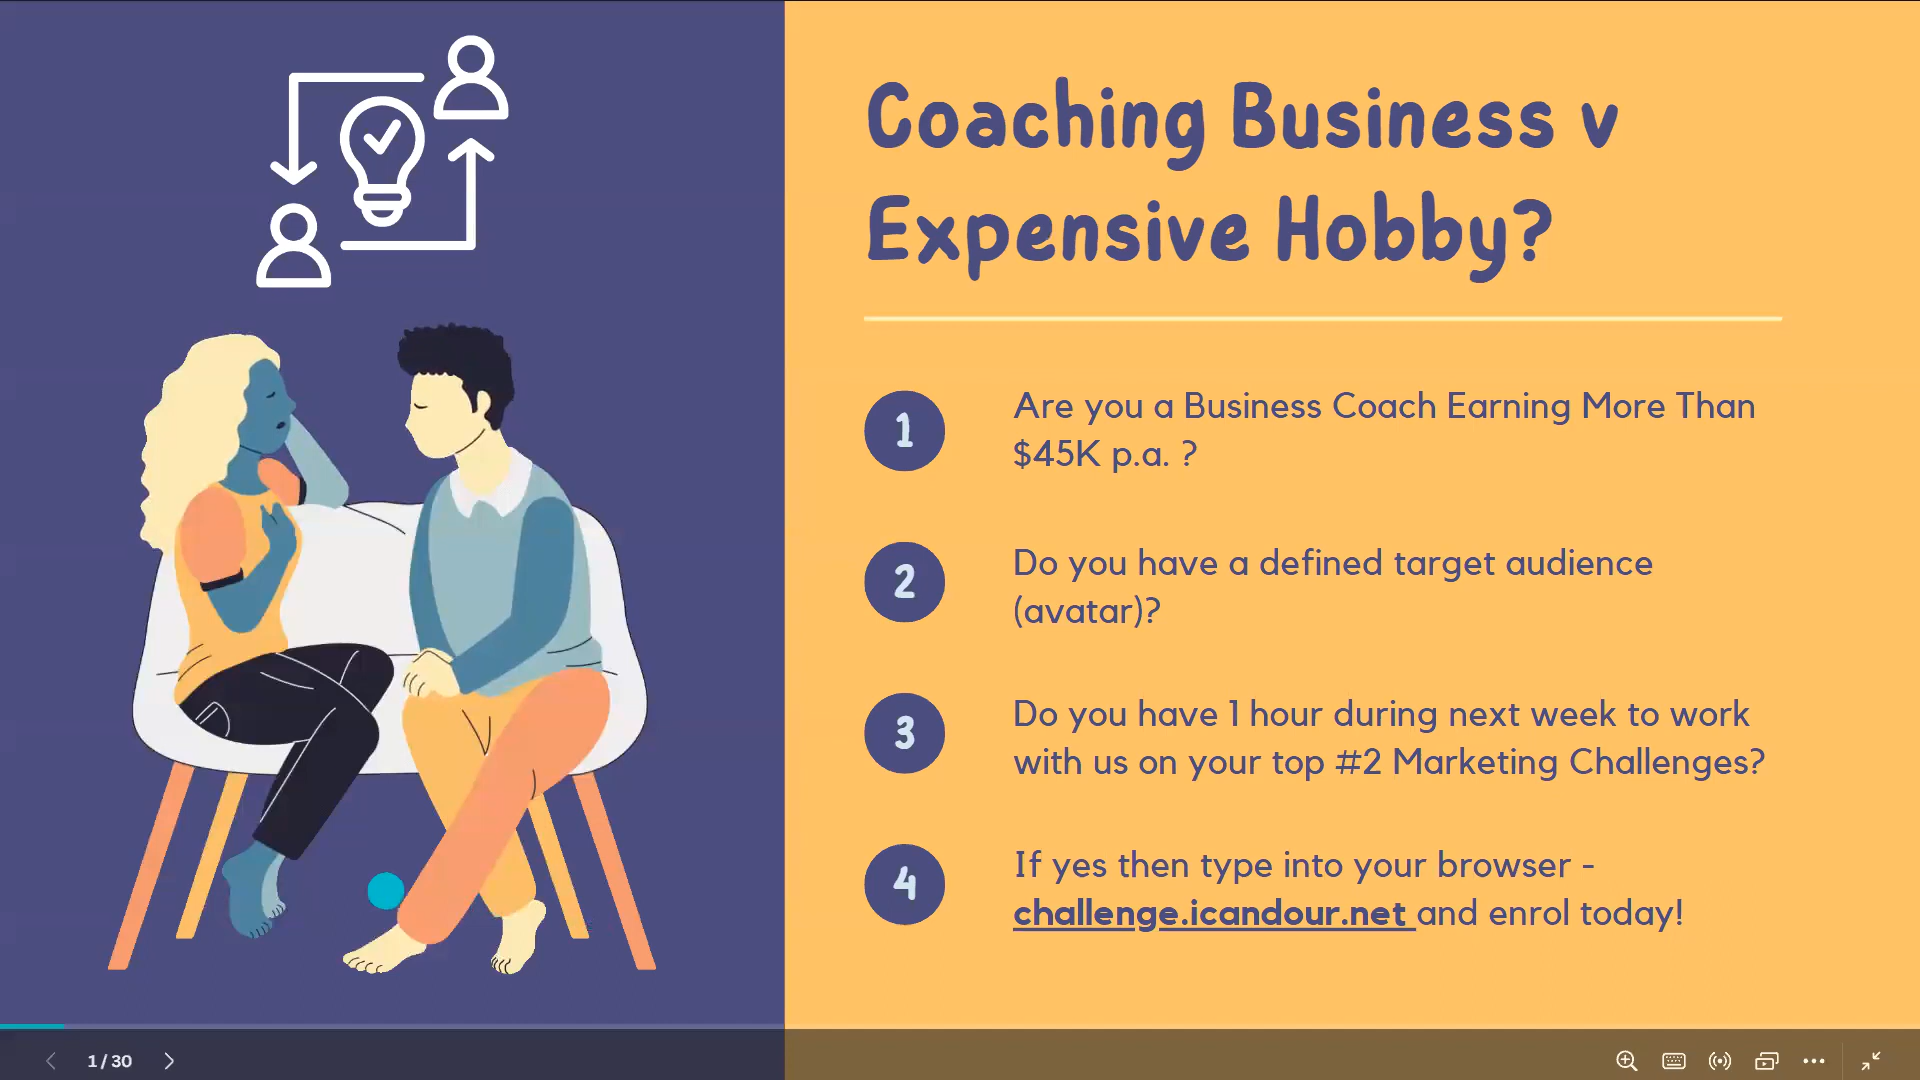 Coaching Business v
Expensive Hobby?
1
Are you a Business Coach Earning More Than
$45K p.a. ?
2
Do you have a defined target audience
(avatar)?
3
Do you have 1 hour during next week to work
with us on your top #2 Marketing Challenges?
4
If yes then type into your browser -
challenge.icandour.net and enrol today!
1 / 30